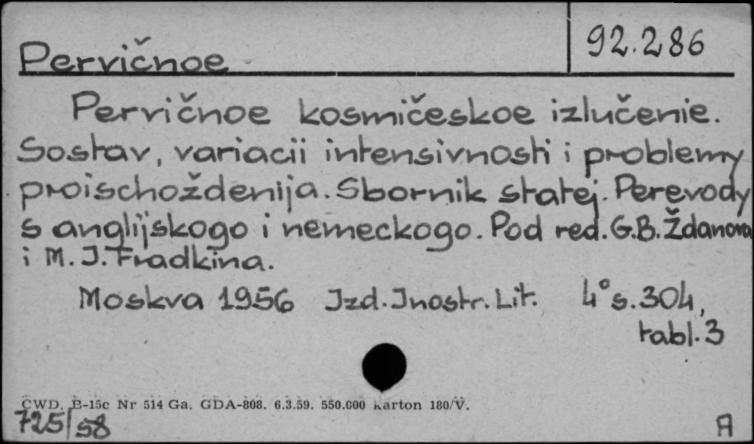 92.286
Pervičnoe
Pervičnoe kosmičeskoe izlučenie.
Sostav, variacii intensivnosti i problemy
proischoždenija. Sbornik statej. Perevody
s anglijskogo i nemeckogo. Pod red. G.B. Ždanova
i M.I. Fradkina.
Moskva 1956 Izd. Inostr. Lit. 4° s. 304,
tabl. 3
CWD. B-15c Nr 514 Ga. GDA-808. 6.3.59. 550.000 Karton 180/V.
725/58
A